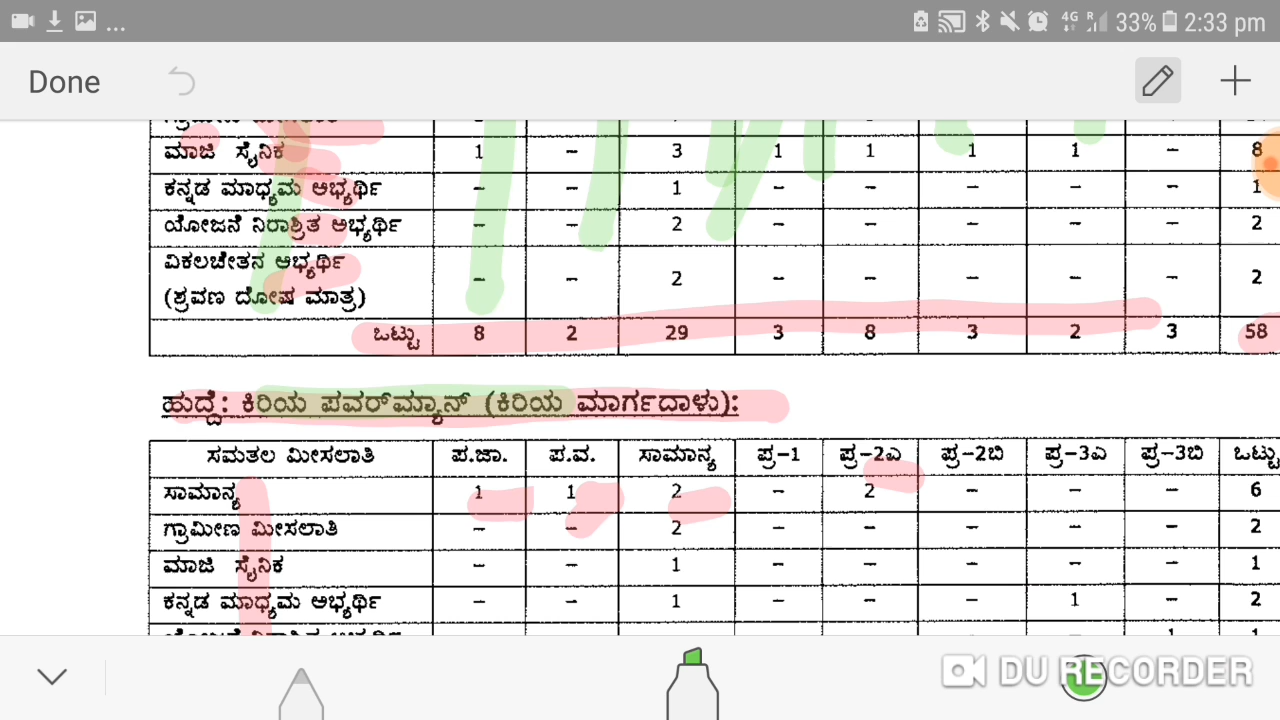 ... 4G R 33% 2:33 pm
Done
ಮಾಜಿ ಸೈನಿಕ 1 – 3 1 1 1 1 – 8
ಕನ್ನಡ ಮಾಧ್ಯಮ ಅಭ್ಯರ್ಥಿ – – 1 – – – – – 1
ಯೋಜನೆ ನಿರಾಶ್ರಿತ ಅಭ್ಯರ್ಥಿ – – 2 – – – – – 2
ವಿಕಲಚೇತನ ಅಭ್ಯರ್ಥಿ
(ಶ್ರವಣ ದೋಷ ಮಾತ್ರ) – – 2 – – – – – 2
ಒಟ್ಟು 8 2 29 3 8 3 2 3 58
ಹುದ್ದೆ: ಕಿರಿಯ ಪವರ್‌ಮ್ಯಾನ್ (ಕಿರಿಯ ಮಾರ್ಗದಾಳು):
ಸಮತಲ ಮೀಸಲಾತಿ ಪ.ಜಾ. ಪ.ವ. ಸಾಮಾನ್ಯ ಪ್ರ-1 ಪ್ರ-2ಎ ಪ್ರ-2ಬಿ ಪ್ರ-3ಎ ಪ್ರ-3ಬಿ ಒಟ್ಟು
ಸಾಮಾನ್ಯ 1 1 2 – 2 – – – 6
ಗ್ರಾಮೀಣ ಮೀಸಲಾತಿ – – 2 – – – – – 2
ಮಾಜಿ ಸೈನಿಕ – – 1 – – – – – 1
ಕನ್ನಡ ಮಾಧ್ಯಮ ಅಭ್ಯರ್ಥಿ – – 1 – – – 1 – 2
DU RECORDER